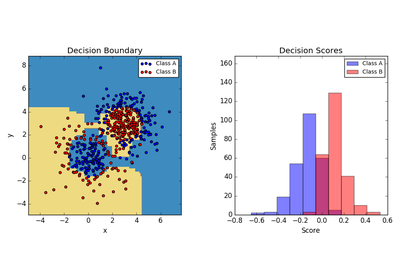 Decision Boundary
Class A
Class B
8
6
4
2
0
−2
−4
y
−4 −2 0 2 4 6
x
Decision Scores
Class A
Class B
160
140
120
100
80
60
40
20
0
Samples
−0.8 −0.6 −0.4 −0.2 0.0 0.2 0.4 0.6
Score